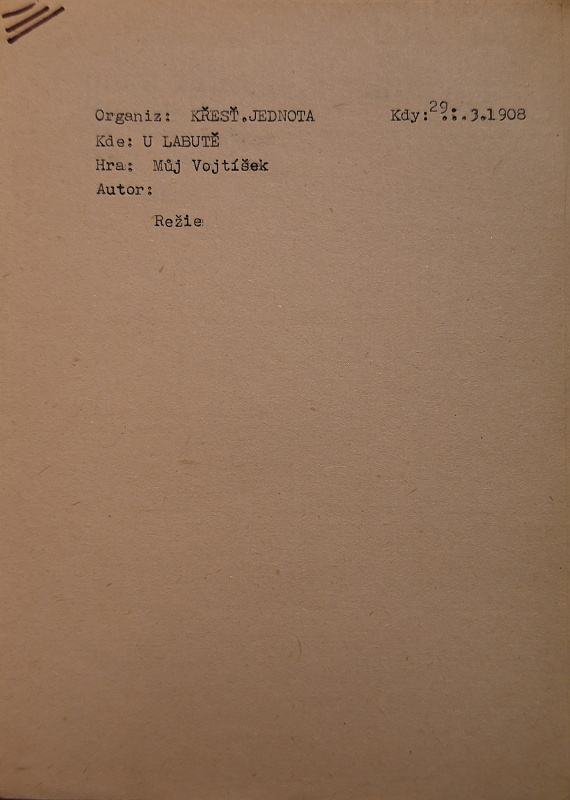 Organiz: KŘESŤ.JEDNOTA Kdy:29.:.3.1908
Kde: U LABUTĚ
Hra: Můj Vojtíšek
Autor:
Režie